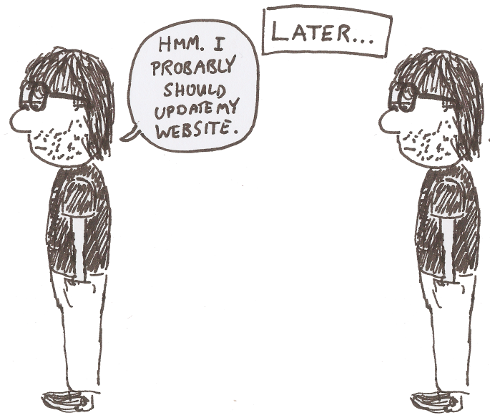 HMM. I
PROBABLY
SHOULD
UPDATE MY
WEBSITE.
LATER...